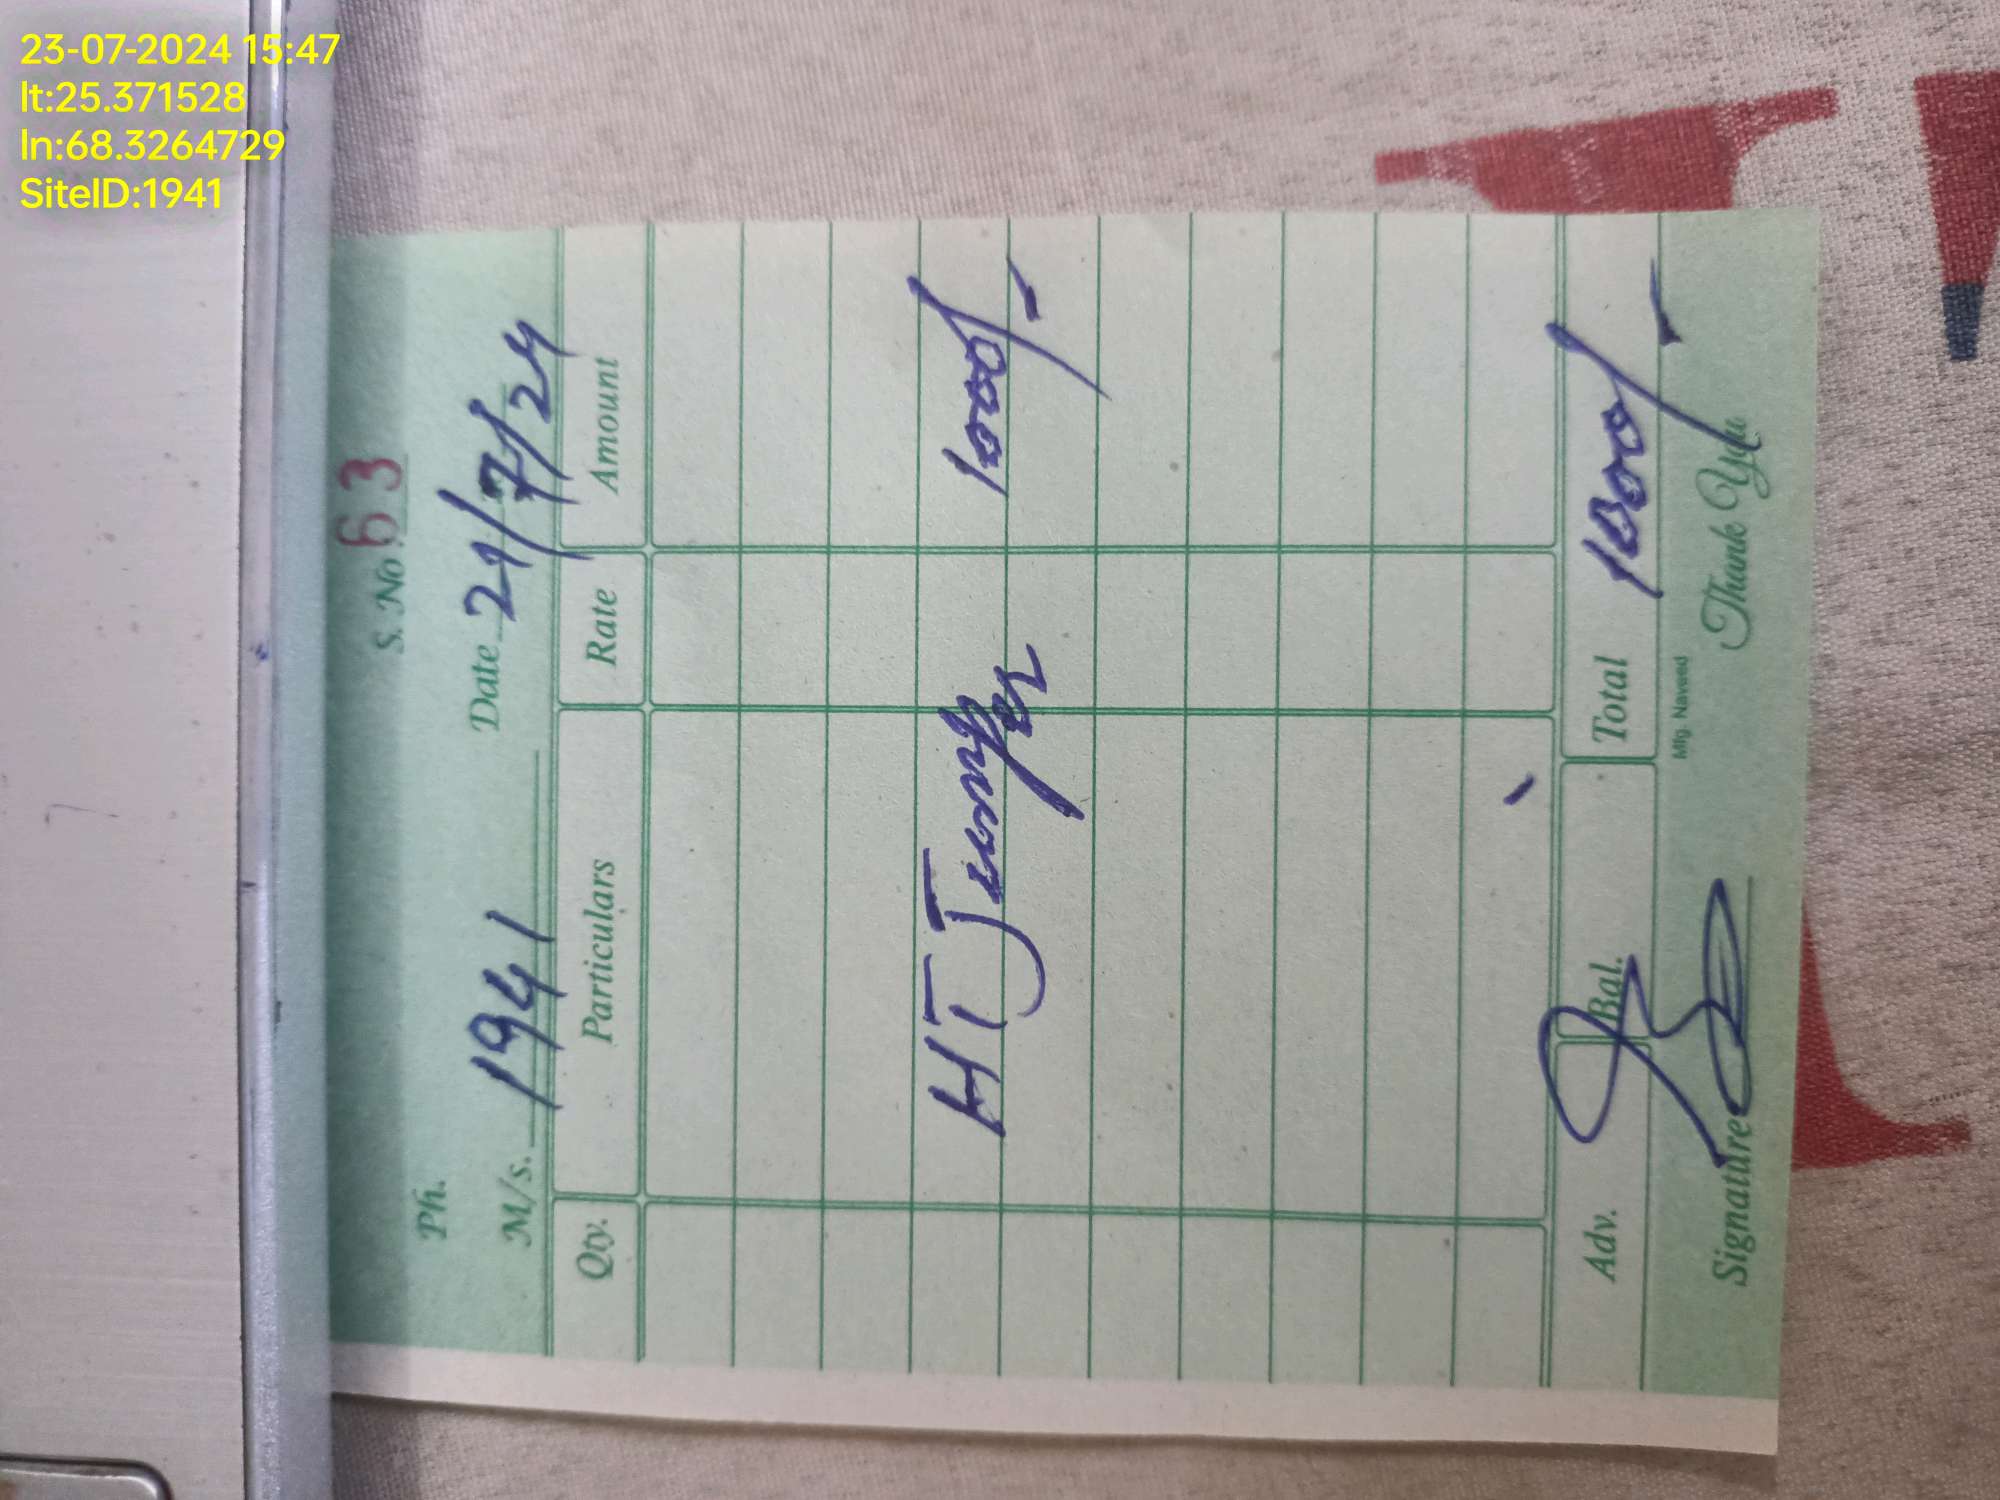 23-07-2024 15:47
lt:25.371528
ln:68.3264729
SiteID:1941
S. No. 63
Ph.
M/s. 1941 Date 21/7/24
Qty. Particulars Rate Amount
HT Jumper 1000/-
Adv. Bal. Total 1000/-
Mfg. Naveed
Signature Thank You